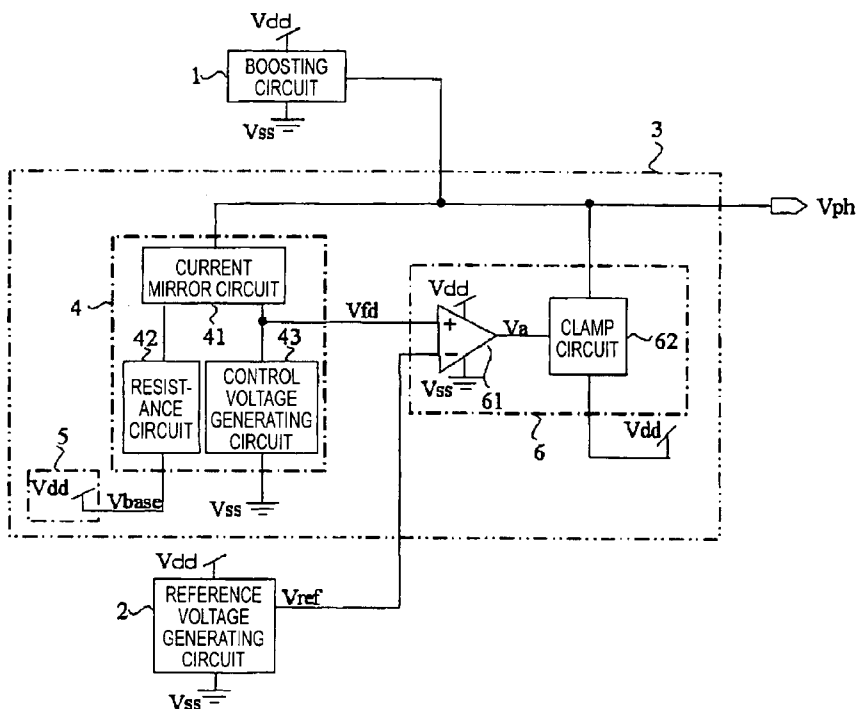 Vdd
1
BOOSTING
CIRCUIT
Vss
3
Vph
CURRENT
MIRROR CIRCUIT
4
41
Vfd
Vdd
+
Va
CLAMP
CIRCUIT
62
42
43
−
Vss
61
RESIST-
ANCE
CIRCUIT
CONTROL
VOLTAGE
GENERATING
CIRCUIT
6
Vdd
5
Vdd
Vbase
Vss
Vdd
2
REFERENCE
VOLTAGE
GENERATING
CIRCUIT
Vref
Vss